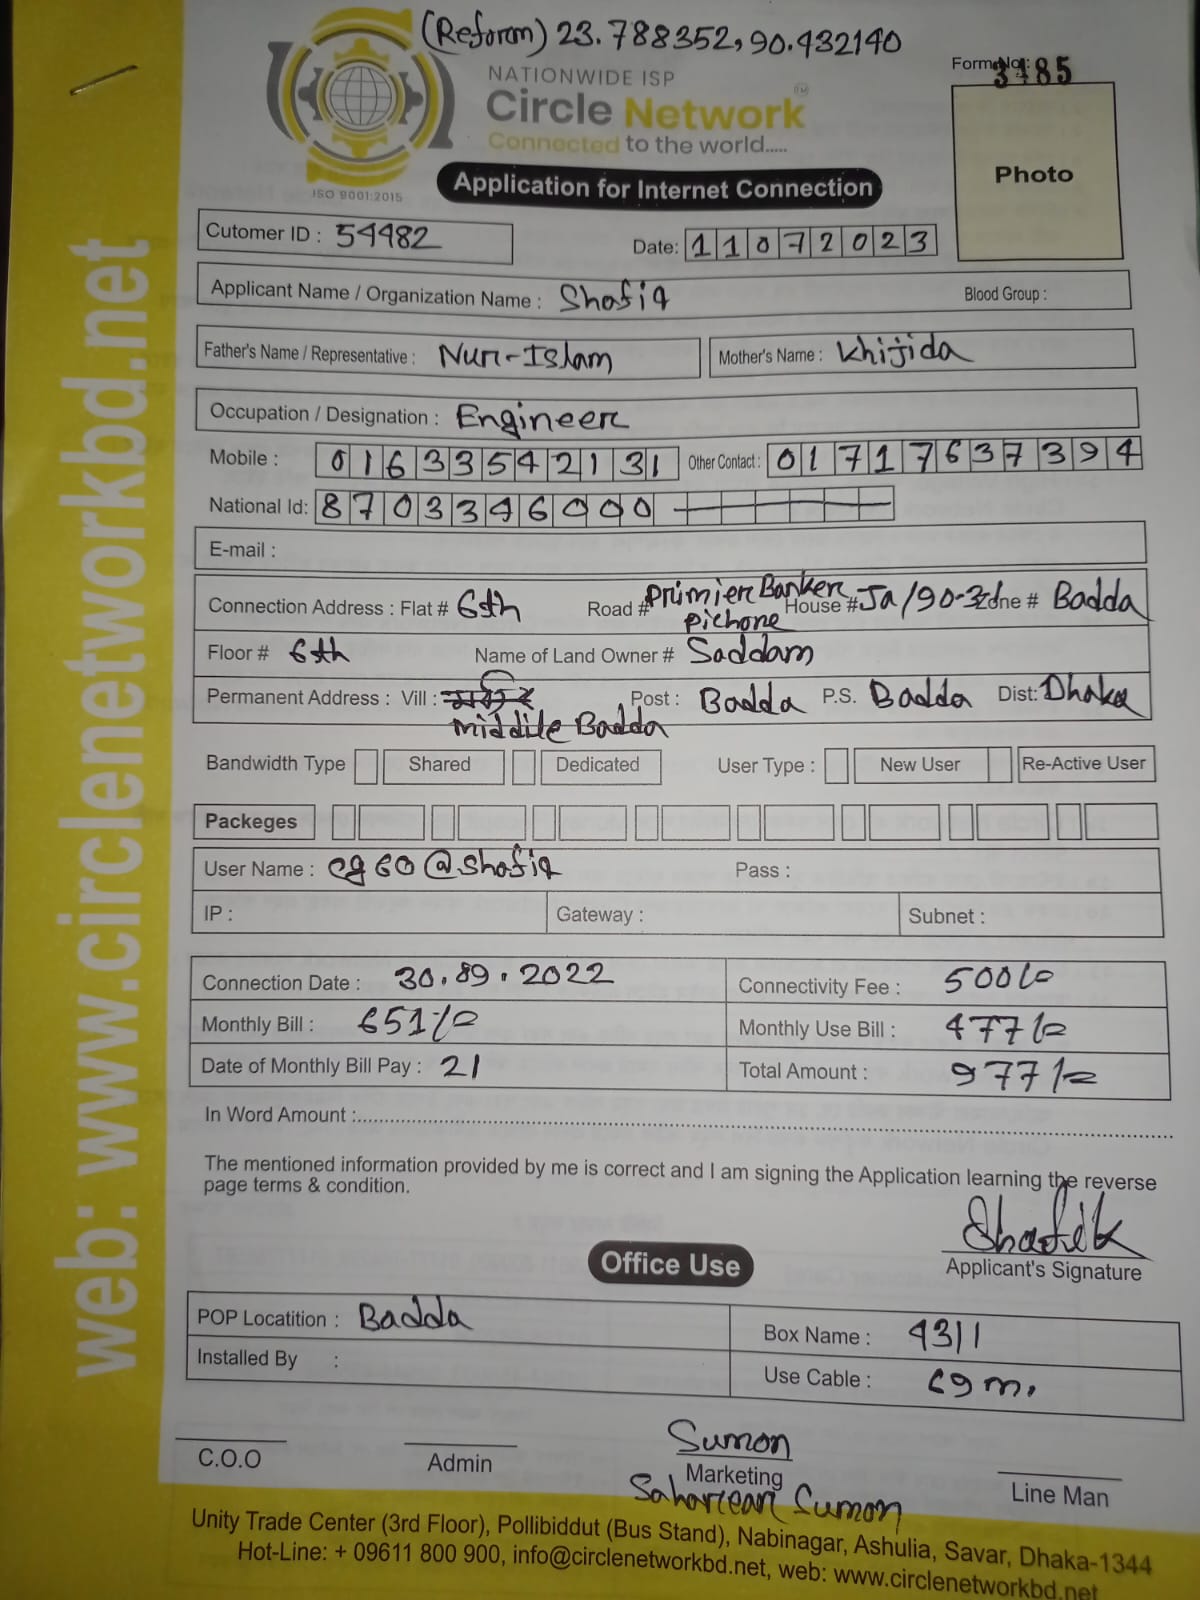 (Reform) 23.788352, 90.432140
NATIONWIDE ISP
Circle Network
Connected to the world.....
ISO 9001:2015
Form No: 3185
Photo
Application for Internet Connection
Cutomer ID : 54482
Date: 11072023
Applicant Name / Organization Name : Shafiq Blood Group :
Father's Name / Representative : Nur-Islam Mother's Name : Khijida
Occupation / Designation : Engineer
Mobile : 01633542131 Other Contact : 01717637394
National Id: 8703346000
E-mail :
Connection Address : Flat # 6th Road # Primier Banker Pichone House # Ja/90-3 Zone # Badda
Floor # 6th Name of Land Owner # Saddam
Permanent Address : Vill : Middile Badda Post : Badda P.S. Badda Dist: Dhaka
Bandwidth Type Shared Dedicated User Type : New User Re-Active User
Packeges
User Name : cg60@shafiq Pass :
IP : Gateway : Subnet :
Connection Date : 30.09.2022 Connectivity Fee : 500/=
Monthly Bill : 651/= Monthly Use Bill : 477/=
Date of Monthly Bill Pay : 21 Total Amount : 977/=
In Word Amount :
The mentioned information provided by me is correct and I am signing the Application learning the reverse
page terms & condition.
Shafik
Applicant's Signature
Office Use
POP Locatition : Badda Box Name : 43/1
Installed By : Use Cable : 69 m.
Sumon
C.O.O Admin Marketing Line Man
Sahariear Sumon
Unity Trade Center (3rd Floor), Pollibiddut (Bus Stand), Nabinagar, Ashulia, Savar, Dhaka-1344
Hot-Line: + 09611 800 900, info@circlenetworkbd.net, web: www.circlenetworkbd.net
web: www.circlenetworkbd.net